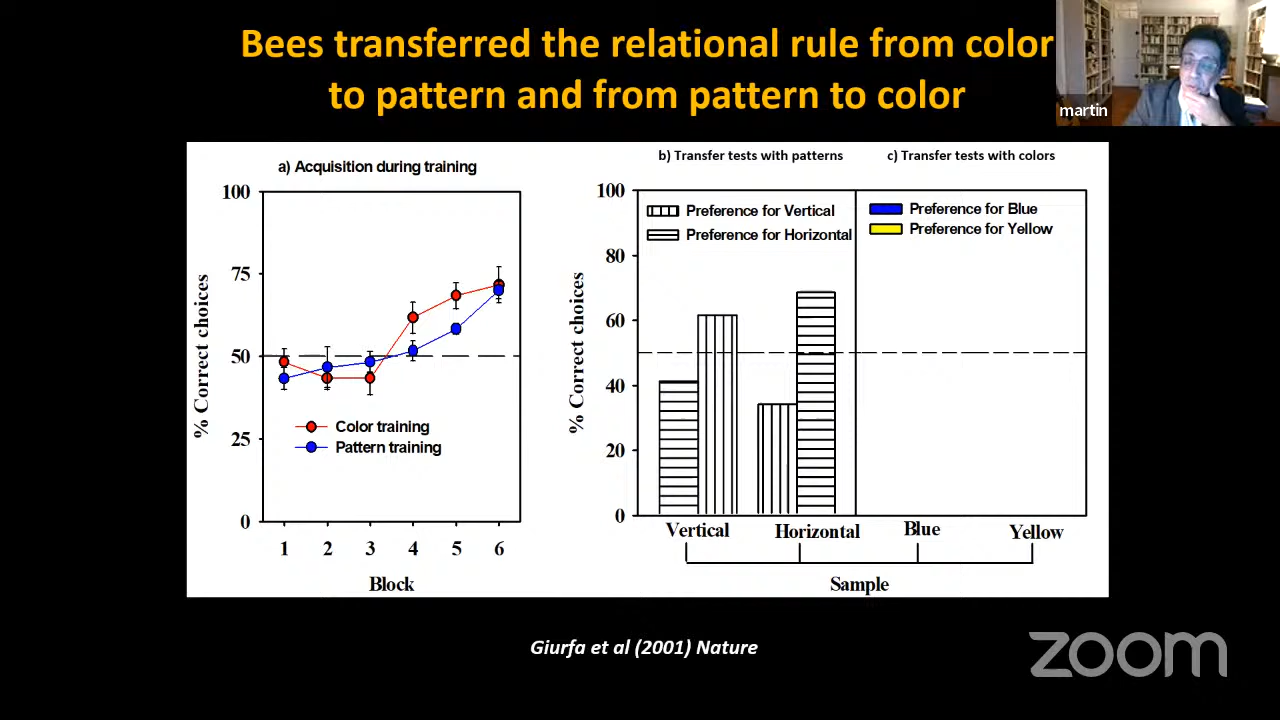 Bees transferred the relational rule from color
to pattern and from pattern to color
martin
a) Acquisition during training
100
75
50
25
0
% Correct choices
Color training
Pattern training
1 2 3 4 5 6
Block
b) Transfer tests with patterns
c) Transfer tests with colors
100
80
60
40
20
0
% Correct choices
Preference for Vertical
Preference for Horizontal
Preference for Blue
Preference for Yellow
Vertical Horizontal Blue Yellow
Sample
Giurfa et al (2001) Nature
zoom